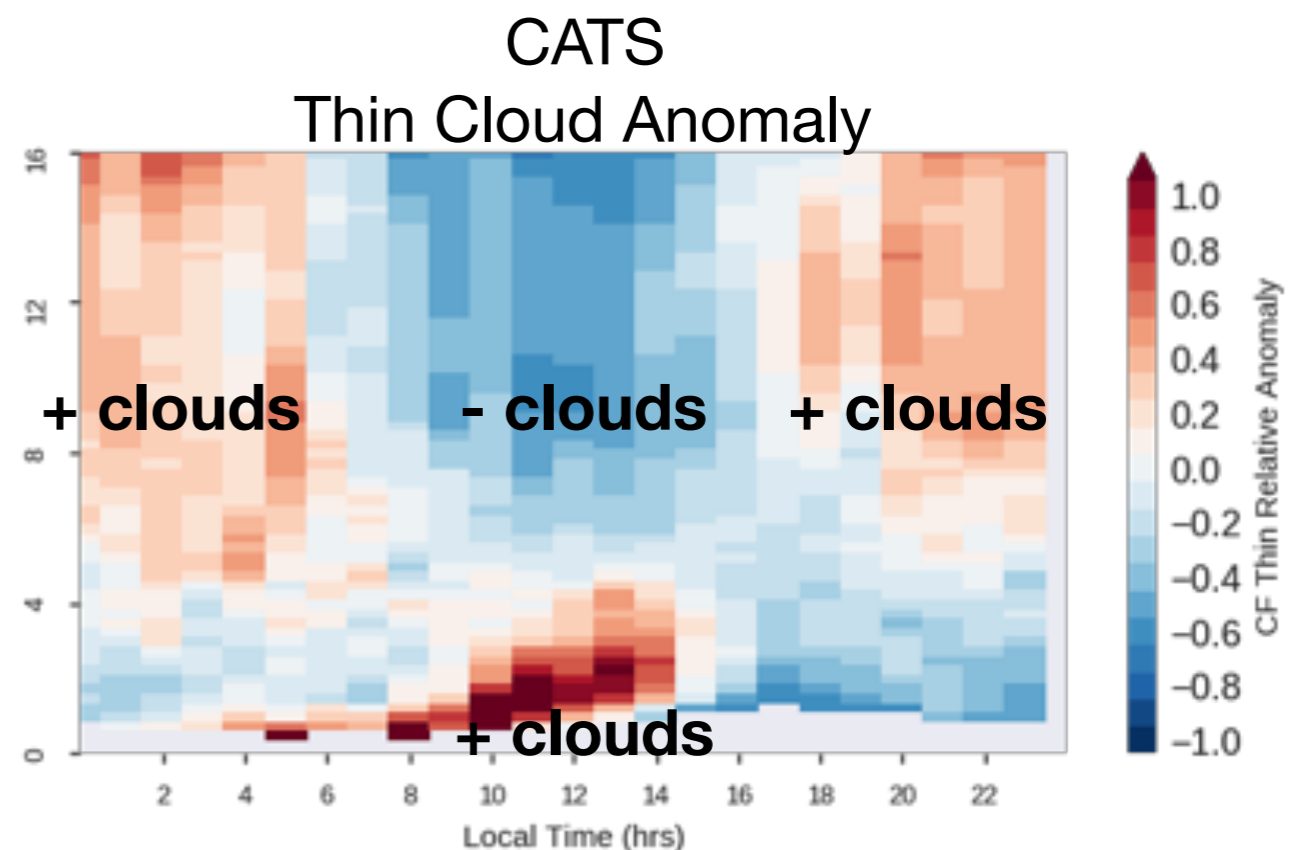 CATS
Thin Cloud Anomaly
16
12
8
4
0
+ clouds
- clouds
+ clouds
+ clouds
2 4 6 8 10 12 14 16 18 20 22
Local Time (hrs)
1.0
0.8
0.6
0.4
0.2
0.0
−0.2
−0.4
−0.6
−0.8
−1.0
CF Thin Relative Anomaly